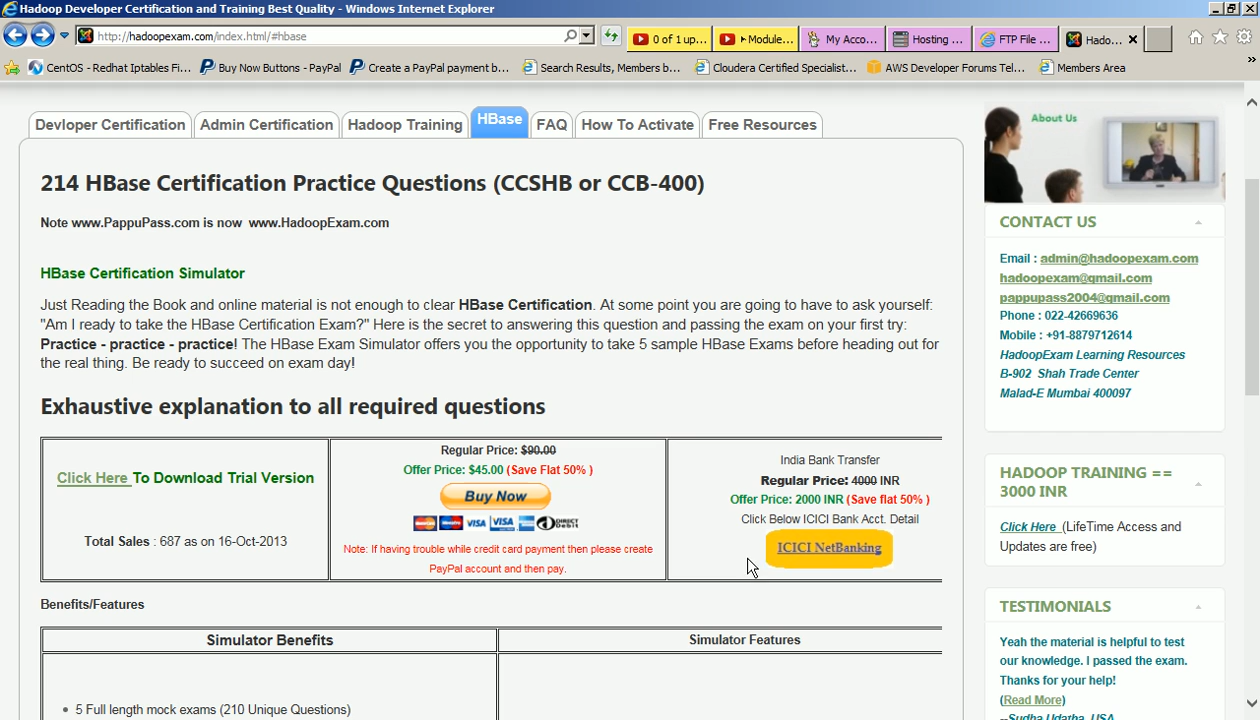 Hadoop Developer Certification and Training Best Quality - Windows Internet Explorer
http://hadoopexam.com/index.html/#hbase
0 of 1 up...
Module...
My Acco...
Hosting ...
FTP File ...
Hado...
CentOS - Redhat Iptables Fi...
Buy Now Buttons - PayPal
Create a PayPal payment b...
Search Results, Members b...
Cloudera Certified Specialist...
AWS Developer Forums Tel...
Members Area
Devloper Certification
Admin Certification
Hadoop Training
HBase
FAQ
How To Activate
Free Resources
214 HBase Certification Practice Questions (CCSHB or CCB-400)
Note www.PappuPass.com is now www.HadoopExam.com
HBase Certification Simulator
Just Reading the Book and online material is not enough to clear HBase Certification. At some point you are going to have to ask yourself:
"Am I ready to take the HBase Certification Exam?" Here is the secret to answering this question and passing the exam on your first try:
Practice - practice - practice! The HBase Exam Simulator offers you the opportunity to take 5 sample HBase Exams before heading out for
the real thing. Be ready to succeed on exam day!
Exhaustive explanation to all required questions
Click Here To Download Trial Version
Total Sales : 687 as on 16-Oct-2013
Regular Price: $90.00
Offer Price: $45.00 (Save Flat 50% )
Buy Now
VISA VISA DIRECT Debit
Note: If having trouble while credit card payment then please create
PayPal account and then pay.
India Bank Transfer
Regular Price: 4000 INR
Offer Price: 2000 INR (Save flat 50% )
Click Below ICICI Bank Acct. Detail
ICICI NetBanking
Benefits/Features
Simulator Benefits
Simulator Features
5 Full length mock exams (210 Unique Questions)
About Us
CONTACT US
Email : admin@hadoopexam.com
hadoopexam@gmail.com
pappupass2004@gmail.com
Phone : 022-42669636
Mobile : +91-8879712614
HadoopExam Learning Resources
B-902 Shah Trade Center
Malad-E Mumbai 400097
HADOOP TRAINING ==
3000 INR
Click Here (LifeTime Access and
Updates are free)
TESTIMONIALS
Yeah the material is helpful to test
our knowledge. I passed the exam.
Thanks for your help!
(Read More)
--Sudha Udatha, USA